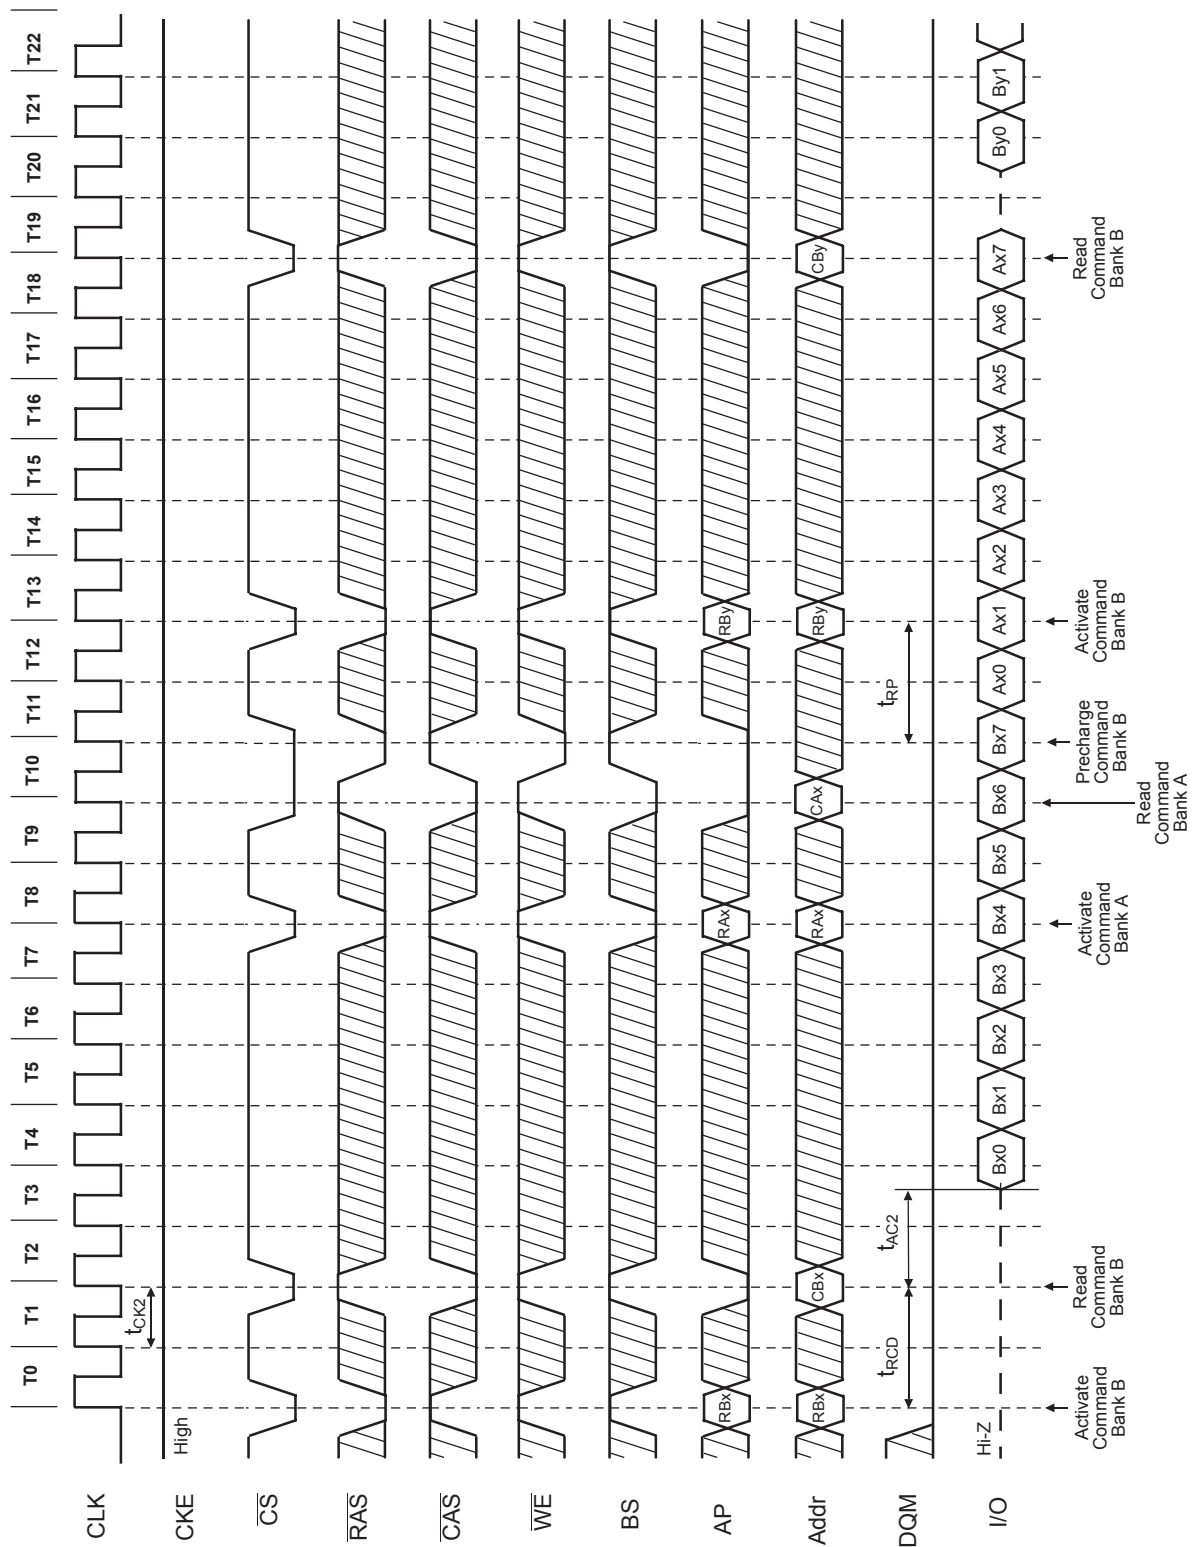 T0 T1 T2 T3 T4 T5 T6 T7 T8 T9 T10 T11 T12 T13 T14 T15 T16 T17 T18 T19 T20 T21 T22
CLK
tCK2
CKE
High
CS
RAS
CAS
WE
BS
AP
RBx RAx RBy
Addr
RBx CBx RAx CAx RBy CBy
DQM
tRCD tAC2 tRP
I/O
Hi-Z
Bx0 Bx1 Bx2 Bx3 Bx4 Bx5 Bx6 Bx7 Ax0 Ax1 Ax2 Ax3 Ax4 Ax5 Ax6 Ax7 By0 By1
Activate
Command
Bank B
Read
Command
Bank B
Activate
Command
Bank A
Read
Command
Bank A
Precharge
Command
Bank B
Activate
Command
Bank B
Read
Command
Bank B